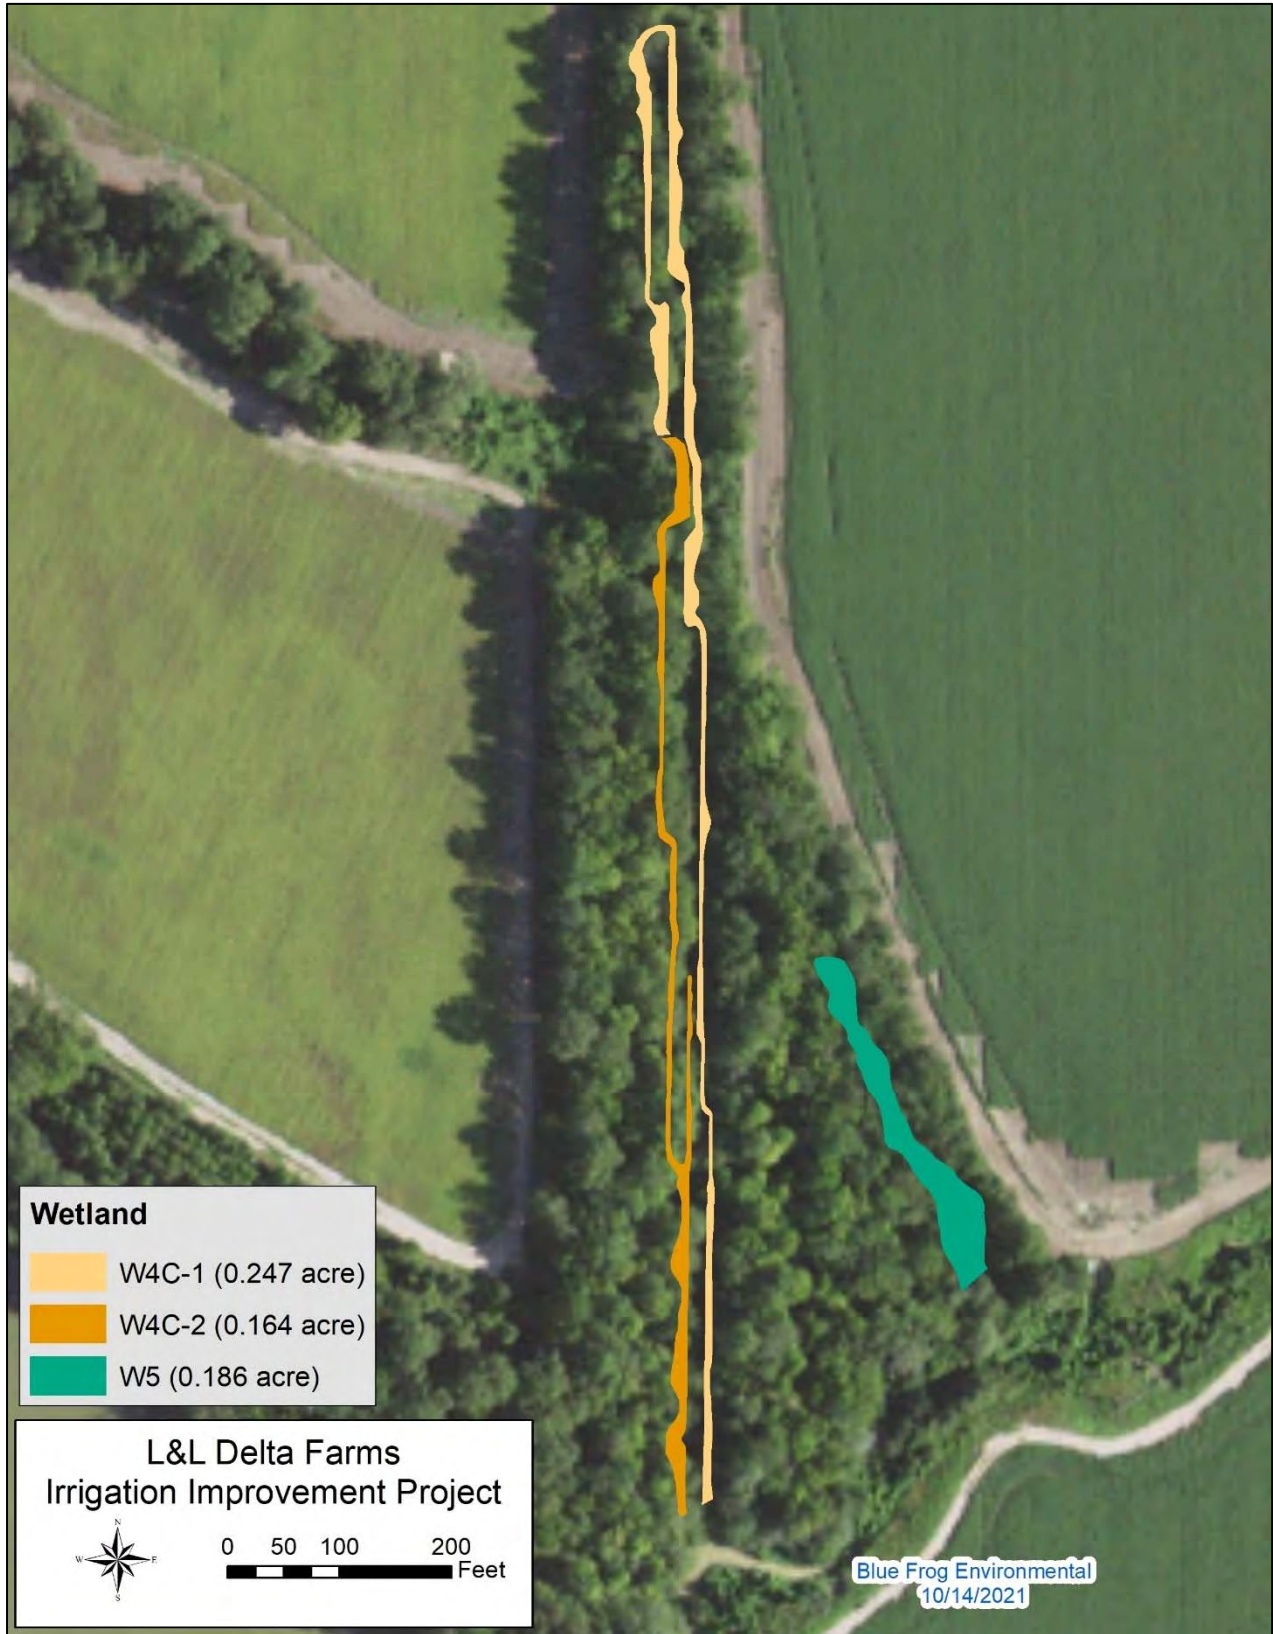 Wetland
W4C-1 (0.247 acre)
W4C-2 (0.164 acre)
W5 (0.186 acre)
L&L Delta Farms
Irrigation Improvement Project
N
W E
S
0 50 100 200
Feet
Blue Frog Environmental
10/14/2021